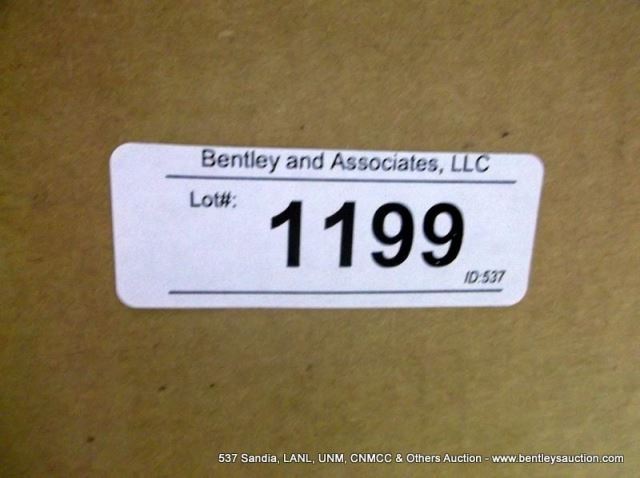 Bentley and Associates, LLC
Lot#:
1199
ID:537
537 Sandia, LANL, UNM, CNMCC & Others Auction - www.bentleysauction.com